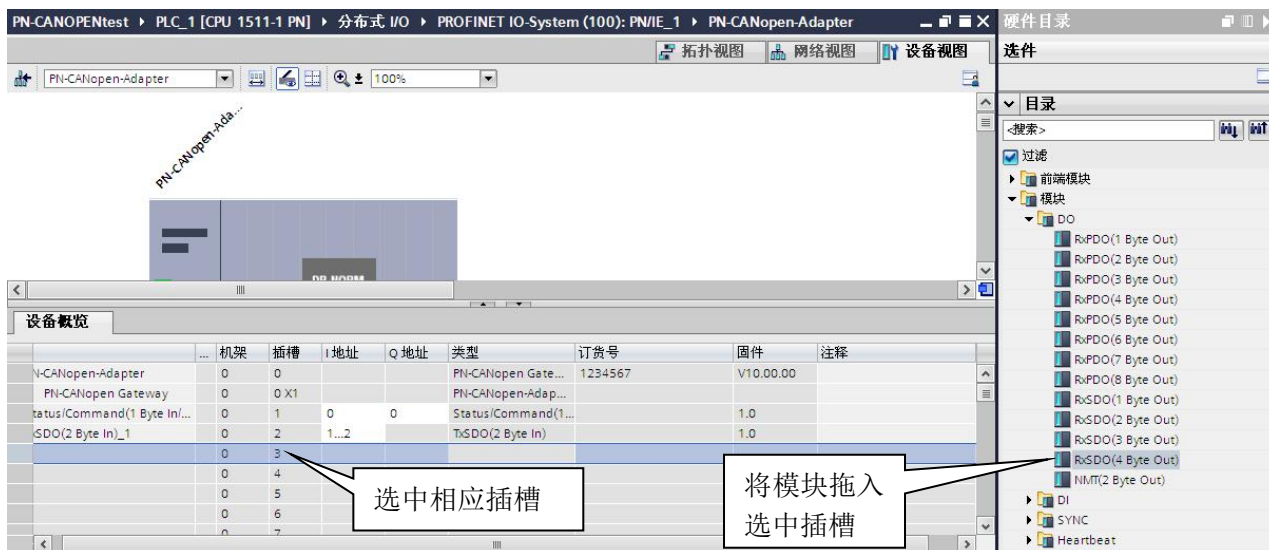 PN-CANOPENtest ▸ PLC_1 [CPU 1511-1 PN] ▸ 分布式 I/O ▸ PROFINET IO-System (100): PN/IE_1 ▸ PN-CANopen-Adapter
硬件目录
拓扑视图 网络视图 设备视图
选件
PN-CANopen-Adapter 100%
目录
<搜索>
过滤
PN-CANopen-Ada...
前端模块
模块
DO
RxPDO(1 Byte Out)
RxPDO(2 Byte Out)
RxPDO(3 Byte Out)
RxPDO(4 Byte Out)
RxPDO(5 Byte Out)
RxPDO(6 Byte Out)
RxPDO(7 Byte Out)
RxPDO(8 Byte Out)
RxSDO(1 Byte Out)
RxSDO(2 Byte Out)
RxSDO(3 Byte Out)
RxSDO(4 Byte Out)
NMT(2 Byte Out)
DI
SYNC
Heartbeat
DP-NORM
设备概览
... 机架 插槽 I 地址 Q 地址 类型 订货号 固件 注释
N-CANopen-Adapter 0 0 PN-CANopen Gate... 1234567 V10.00.00
PN-CANopen Gateway 0 0 X1 PN-CANopen-Adap...
tatus/Command(1 Byte In/... 0 1 0 0 Status/Command(1... 1.0
xSDO(2 Byte In)_1 0 2 1...2 TxSDO(2 Byte In) 1.0
0 3
0 4
0 5
0 6
0 7
选中相应插槽
将模块拖入
选中插槽